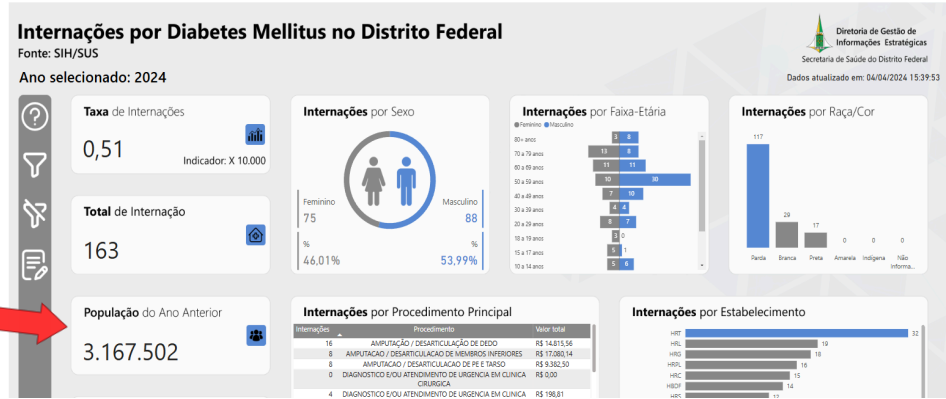 Internações por Diabetes Mellitus no Distrito Federal
Fonte: SIH/SUS
Ano selecionado: 2024
Diretoria de Gestão de
Informações Estratégicas
Secretaria de Saúde do Distrito Federal
Dados atualizado em: 04/04/2024 15:39:53
Taxa de Internações
0,51
Indicador: X 10.000
Total de Internação
163
População do Ano Anterior
3.167.502
Internações por Sexo
Feminino
75
%
46,01%
Masculino
88
%
53,99%
Internações por Faixa-Etária
Feminino Masculino
80+ anos 3 8
70 a 79 anos 13 8
60 a 69 anos 11 11
50 a 59 anos 10 30
40 a 49 anos 7 10
30 a 39 anos 4 4
20 a 29 anos 8 7
18 a 19 anos 3 0
15 a 17 anos 5 1
10 a 14 anos 5 6
Internações por Raça/Cor
117
29
17
0 0 0
Parda Branca Preta Amarela Indígena Não
Informa...
Internações por Procedimento Principal
Internações Procedimento Valor total
16 AMPUTAÇÃO / DESARTICULAÇÃO DE DEDO R$ 14.815,56
8 AMPUTACAO / DESARTICULACAO DE MEMBROS INFERIORES R$ 17.080,14
8 AMPUTACAO / DESARTICULACAO DE PE E TARSO R$ 9.382,50
0 DIAGNOSTICO E/OU ATENDIMENTO DE URGENCIA EM CLINICA R$ 0,00
CIRURGICA
4 DIAGNOSTICO E/OU ATENDIMENTO DE URGENCIA EM CLINICA R$ 198,81
Internações por Estabelecimento
HRT 32
HRL 19
HRG 18
HRPL 16
HRC 15
HBDF 14
HRS 12